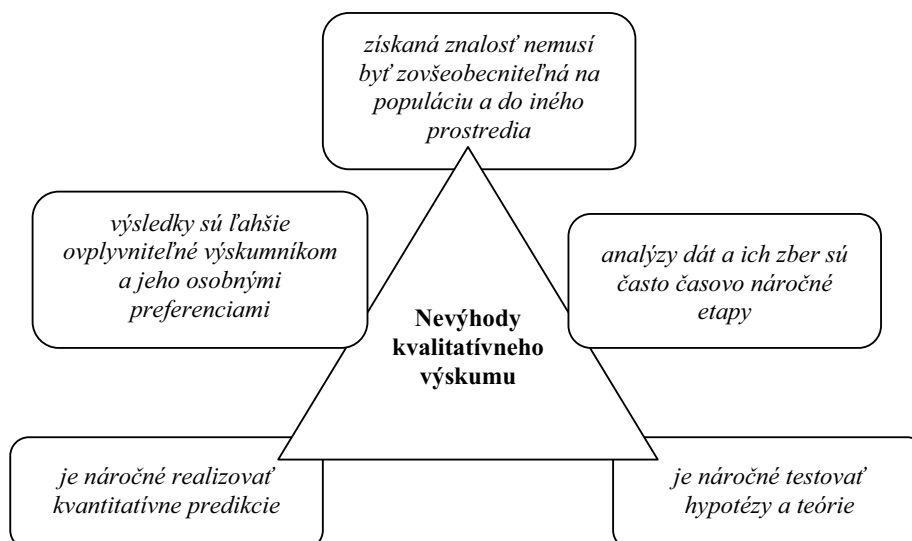 získaná znalosť nemusí
byť zovšeobecniteľná na
populáciu a do iného
prostredia
výsledky sú ľahšie
ovplyvniteľné výskumníkom
a jeho osobnými
preferenciami
analýzy dát a ich zber sú
často časovo náročné
etapy
Nevýhody
kvalitatívneho
výskumu
je náročné realizovať
kvantitatívne predikcie
je náročné testovať
hypotézy a teórie